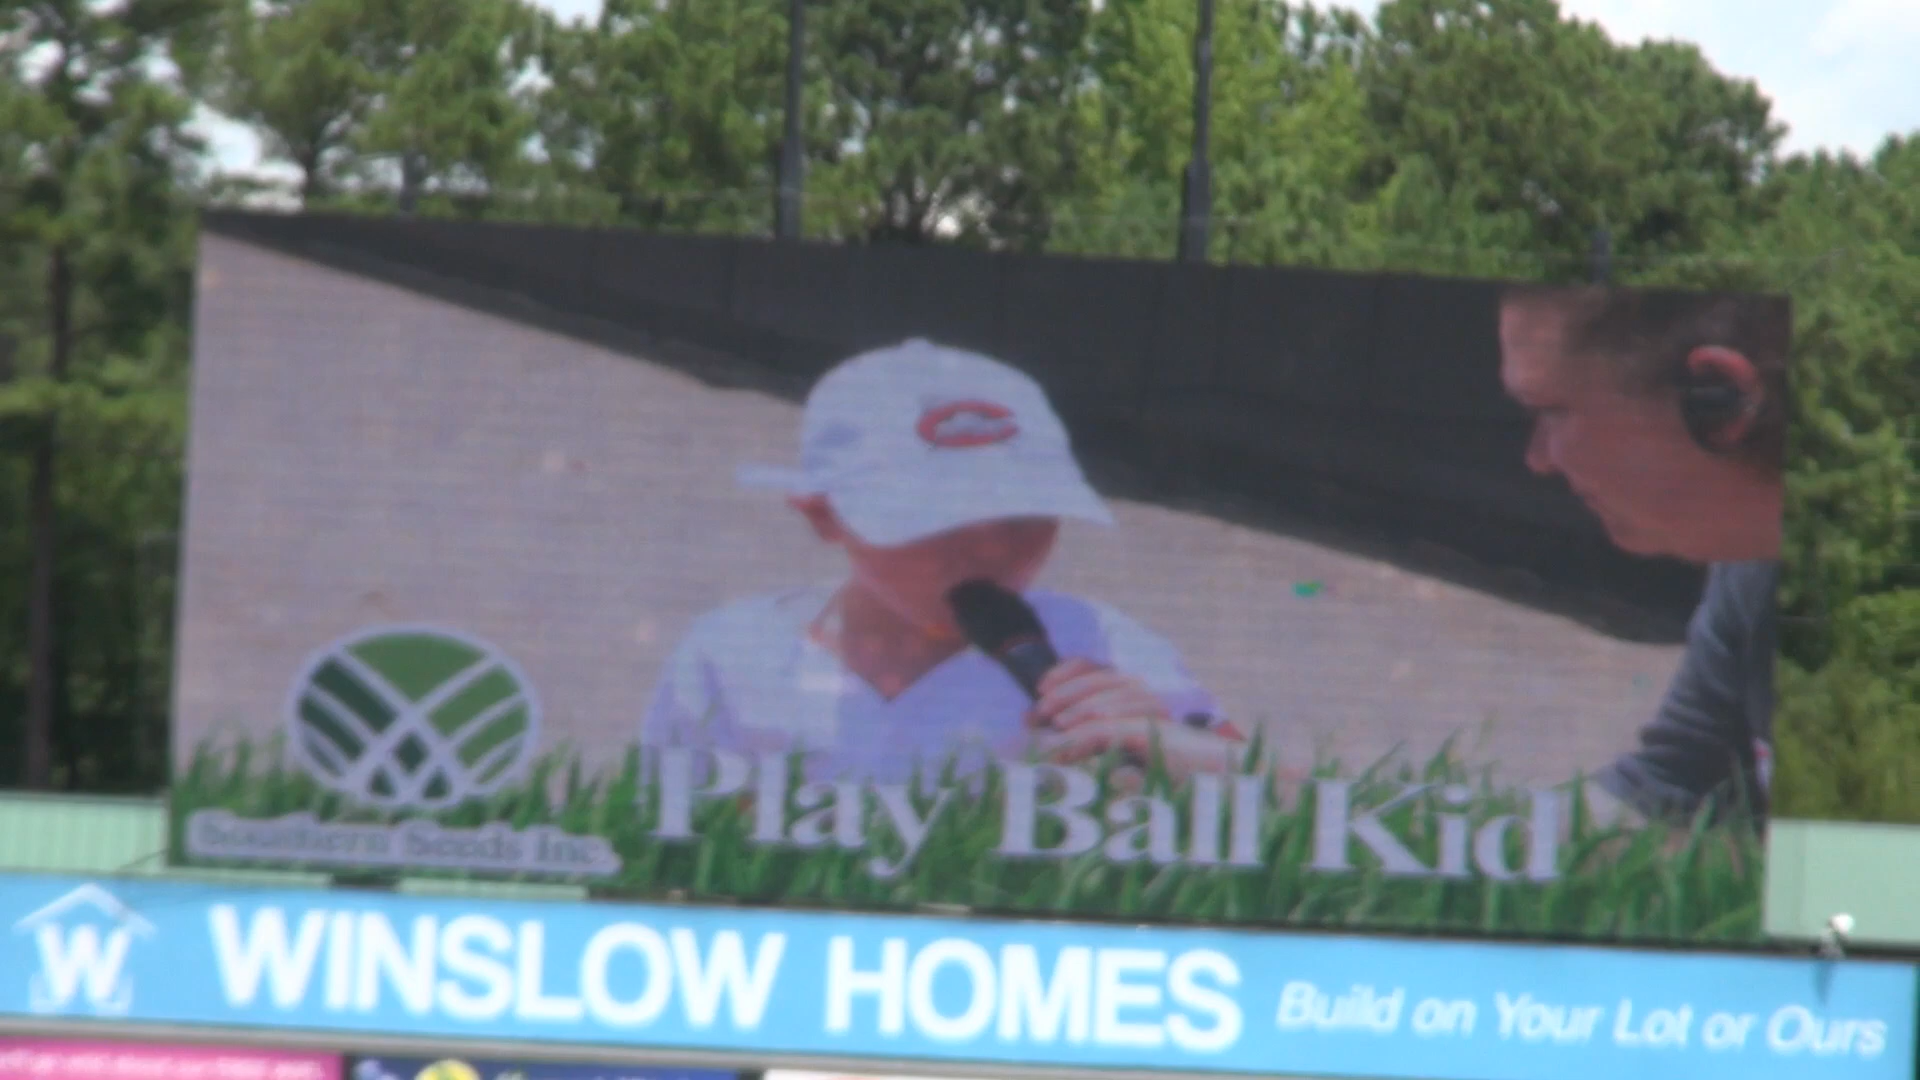 Play Ball Kid
Southern Seeds Inc.
W
WINSLOW HOMES Build on Your Lot or Ours